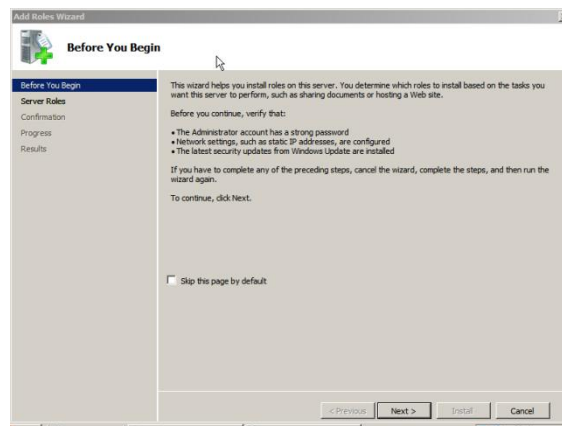 Add Roles Wizard
Before You Begin
Before You Begin
Server Roles
Confirmation
Progress
Results
This wizard helps you install roles on this server. You determine which roles to install based on the tasks you
want this server to perform, such as sharing documents or hosting a Web site.
Before you continue, verify that:
• The Administrator account has a strong password
• Network settings, such as static IP addresses, are configured
• The latest security updates from Windows Update are installed
If you have to complete any of the preceding steps, cancel the wizard, complete the steps, and then run the
wizard again.
To continue, click Next.
Skip this page by default
< Previous Next > Install Cancel